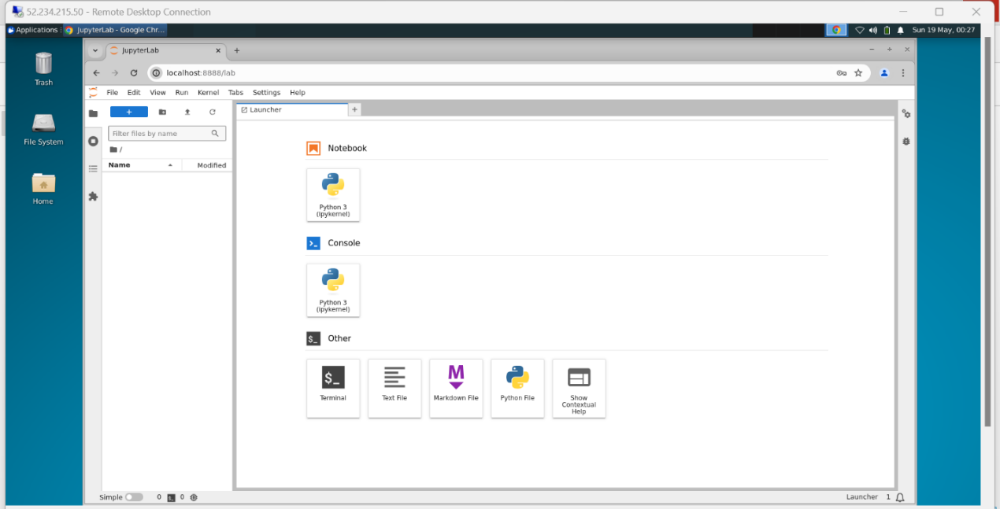 52.234.215.50 - Remote Desktop Connection
Applications JupyterLab - Google Chr... Sun 19 May, 00:27
Trash
File System
Home
JupyterLab
localhost:8888/lab
File Edit View Run Kernel Tabs Settings Help
Launcher
Filter files by name
/
Name Modified
Notebook
Python 3
(ipykernel)
Console
Python 3
(ipykernel)
$_ Other
$_
Terminal
Text File
M
Markdown File
Python File
Show
Contextual
Help
Simple 0 0 Launcher 1